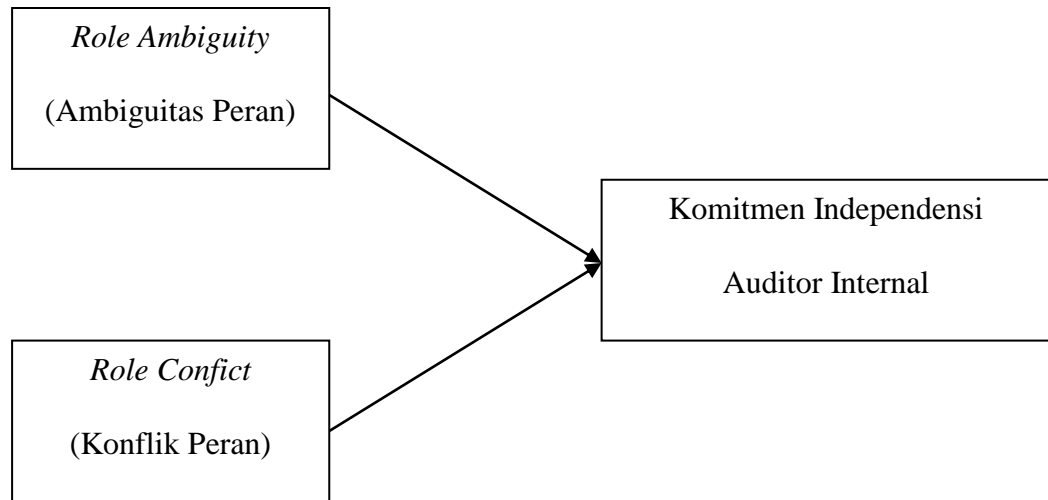 Role Ambiguity
(Ambiguitas Peran)
Komitmen Independensi
Auditor Internal
Role Confict
(Konflik Peran)